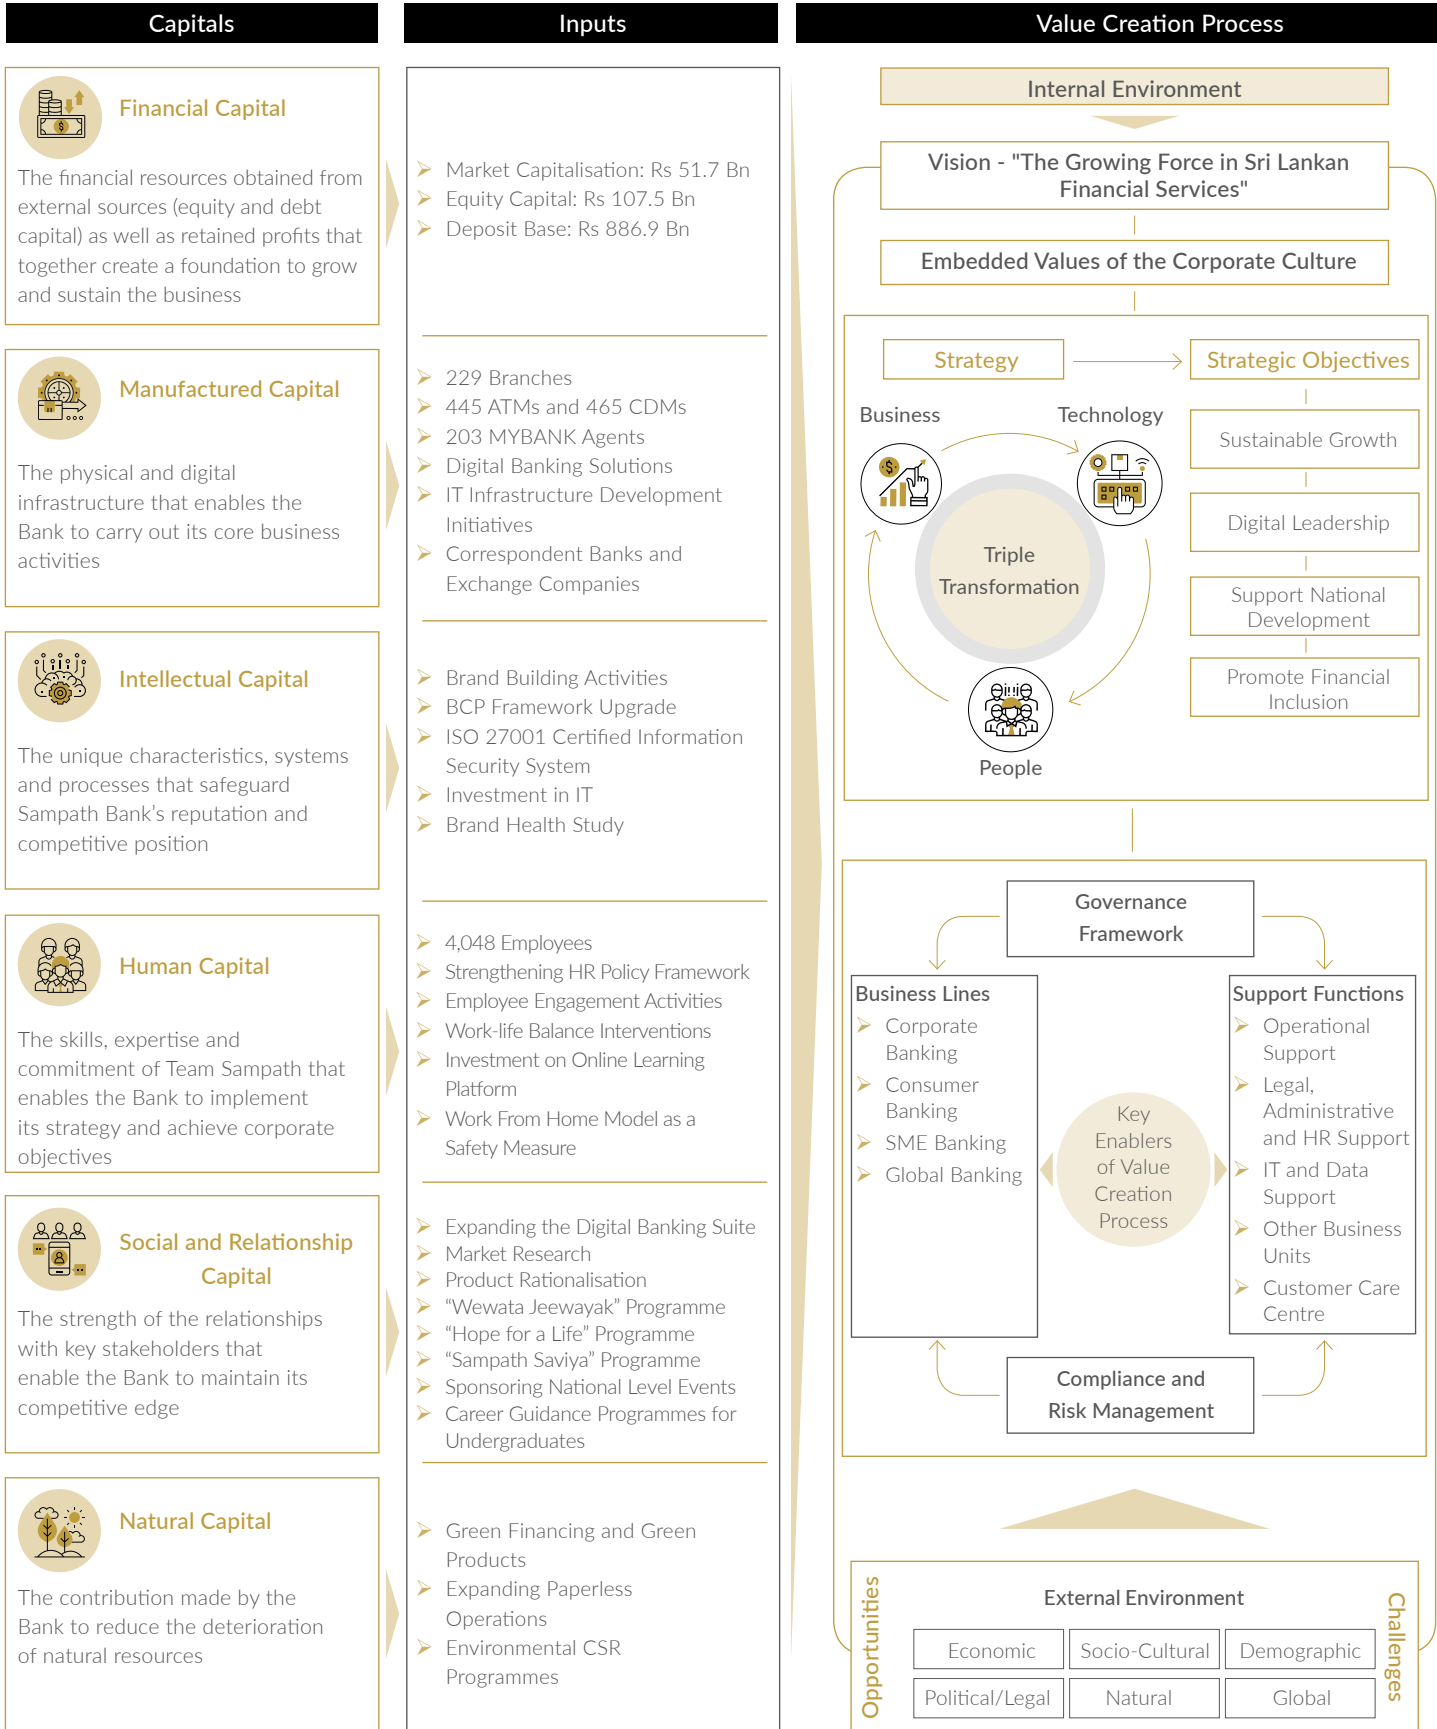 Capitals
Financial Capital
The financial resources obtained from
external sources (equity and debt
capital) as well as retained profits that
together create a foundation to grow
and sustain the business
Manufactured Capital
The physical and digital
infrastructure that enables the
Bank to carry out its core business
activities
Intellectual Capital
The unique characteristics, systems
and processes that safeguard
Sampath Bank's reputation and
competitive position
Human Capital
The skills, expertise and
commitment of Team Sampath that
enables the Bank to implement
its strategy and achieve corporate
objectives
Social and Relationship
Capital
The strength of the relationships
with key stakeholders that
enable the Bank to maintain its
competitive edge
Natural Capital
The contribution made by the
Bank to reduce the deterioration
of natural resources
Inputs
Market Capitalisation: Rs 51.7 Bn
Equity Capital: Rs 107.5 Bn
Deposit Base: Rs 886.9 Bn
229 Branches
445 ATMs and 465 CDMs
203 MYBANK Agents
Digital Banking Solutions
IT Infrastructure Development
Initiatives
Correspondent Banks and
Exchange Companies
Brand Building Activities
BCP Framework Upgrade
ISO 27001 Certified Information
Security System
Investment in IT
Brand Health Study
4,048 Employees
Strengthening HR Policy Framework
Employee Engagement Activities
Work-life Balance Interventions
Investment on Online Learning
Platform
Work From Home Model as a
Safety Measure
Expanding the Digital Banking Suite
Market Research
Product Rationalisation
“Wewata Jeewayak” Programme
“Hope for a Life” Programme
“Sampath Saviya” Programme
Sponsoring National Level Events
Career Guidance Programmes for
Undergraduates
Green Financing and Green
Products
Expanding Paperless
Operations
Environmental CSR
Programmes
Value Creation Process
Internal Environment
Vision - "The Growing Force in Sri Lankan
Financial Services"
Embedded Values of the Corporate Culture
Strategy
Strategic Objectives
Business
Technology
Triple
Transformation
People
Sustainable Growth
Digital Leadership
Support National
Development
Promote Financial
Inclusion
Governance
Framework
Business Lines
Corporate
Banking
Consumer
Banking
SME Banking
Global Banking
Key
Enablers
of Value
Creation
Process
Support Functions
Operational
Support
Legal,
Administrative
and HR Support
IT and Data
Support
Other Business
Units
Customer Care
Centre
Compliance and
Risk Management
Opportunities
External Environment
Challenges
Economic
Socio-Cultural
Demographic
Political/Legal
Natural
Global